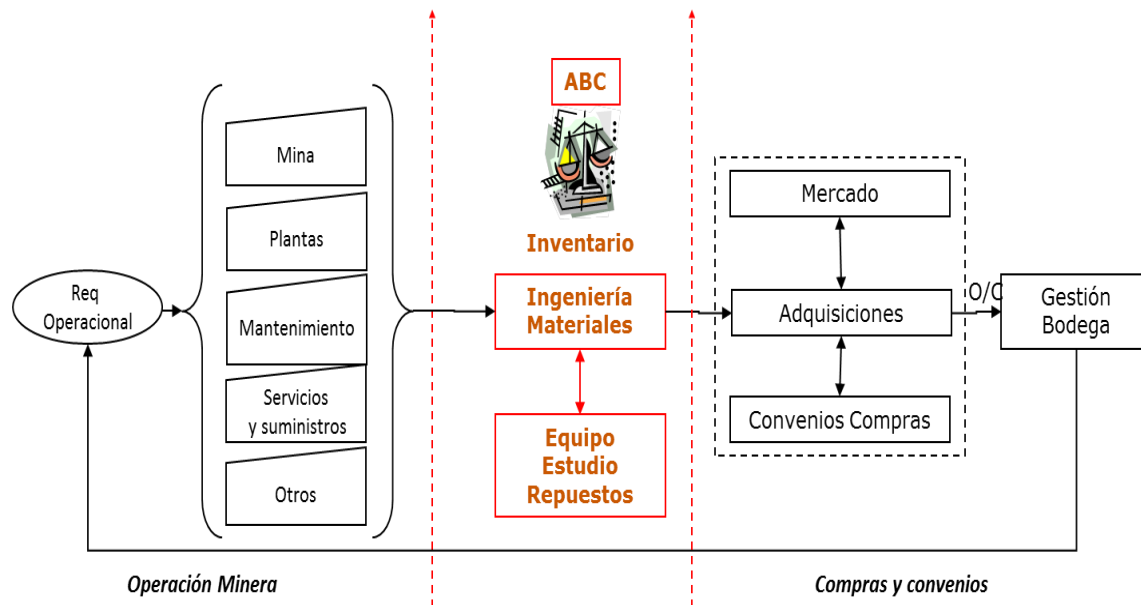 ABC
Mina
Plantas
Mantenimiento
Servicios
y suministros
Otros
Req
Operacional
Inventario
Ingeniería
Materiales
Equipo
Estudio
Repuestos
Mercado
Adquisiciones
Convenios Compras
O/C
Gestión
Bodega
Operación Minera
Compras y convenios